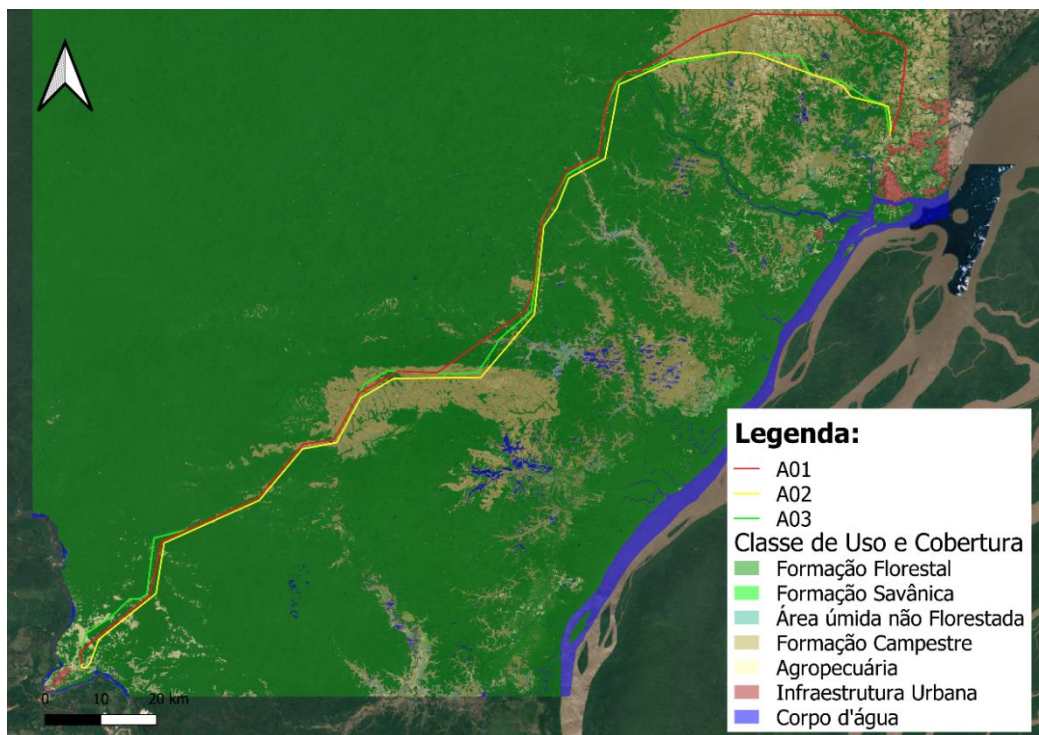 Legenda:
A01
A02
A03
Classe de Uso e Cobertura
Formação Florestal
Formação Savânica
Área úmida não Florestada
Formação Campestre
Agropecuária
Infraestrutura Urbana
Corpo d'água
0 10 20 km